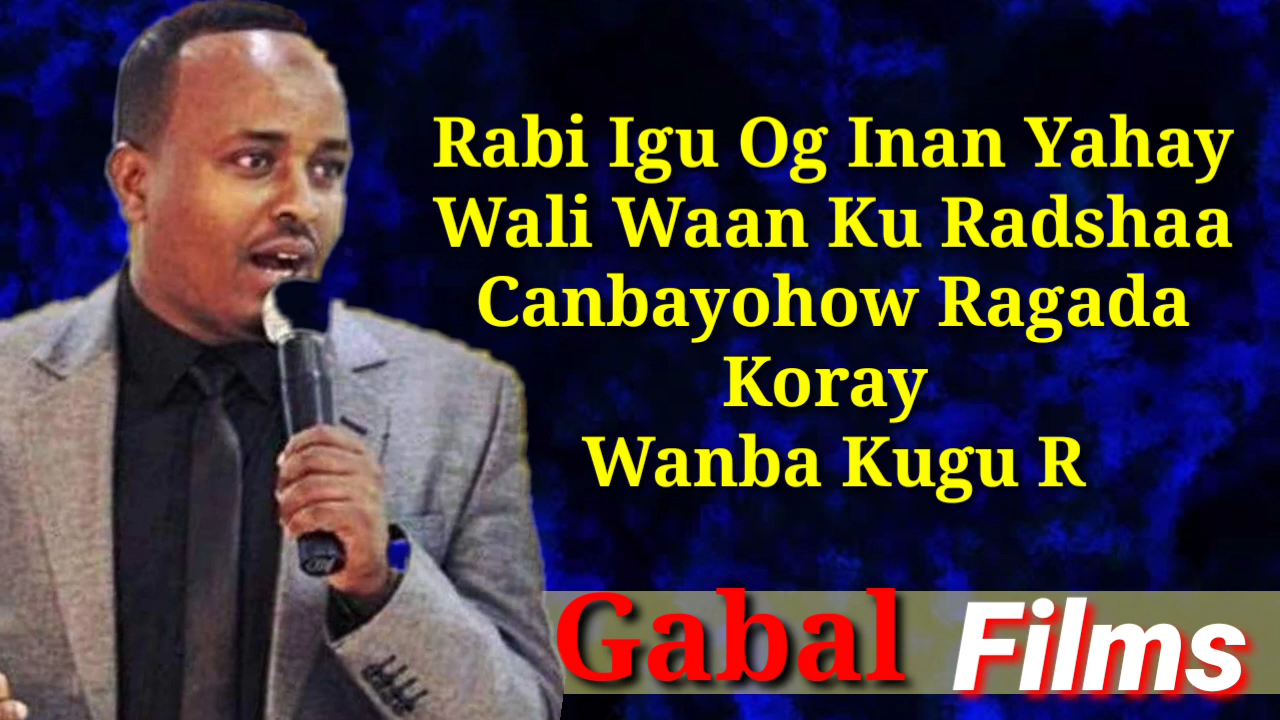 Rabi Igu Og Inan Yahay
Wali Waan Ku Radshaa
Canbayohow Ragada
Koray
Wanba Kugu R
Gabal Films